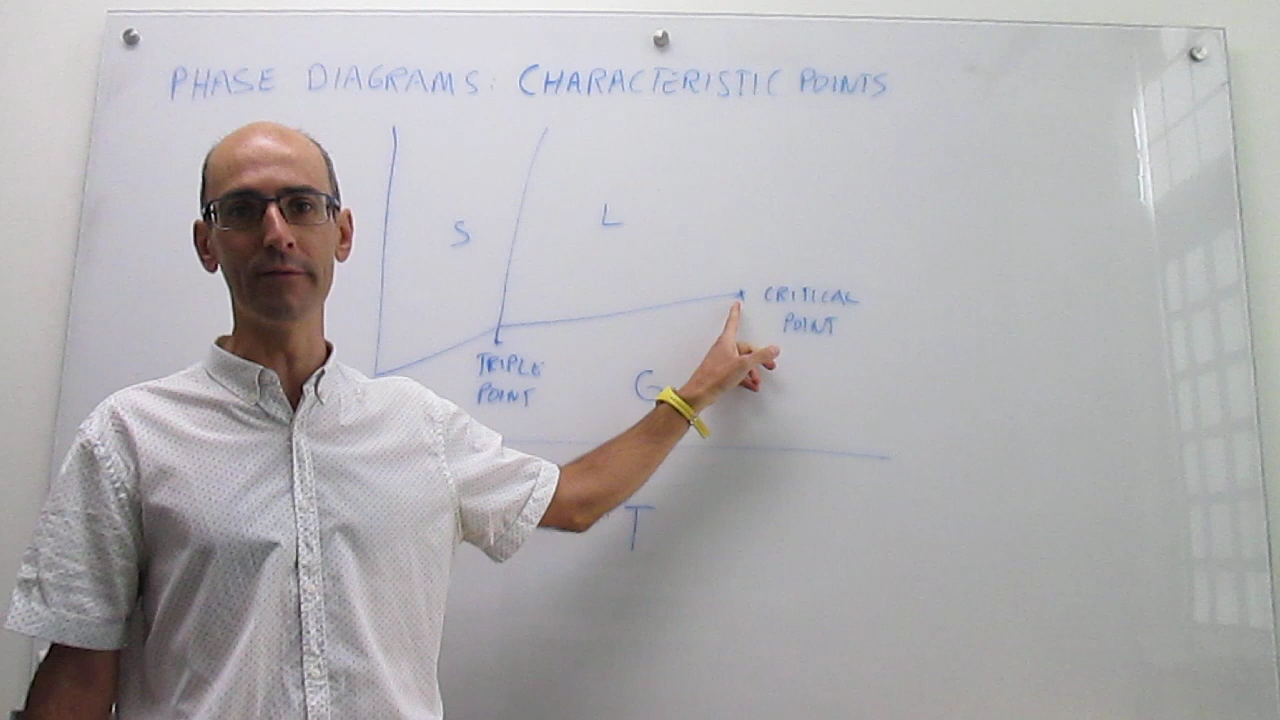 PHASE DIAGRAMS: CHARACTERISTIC POINTS
S
L
CRITICAL
POINT
TRIPLE
POINT
G
T